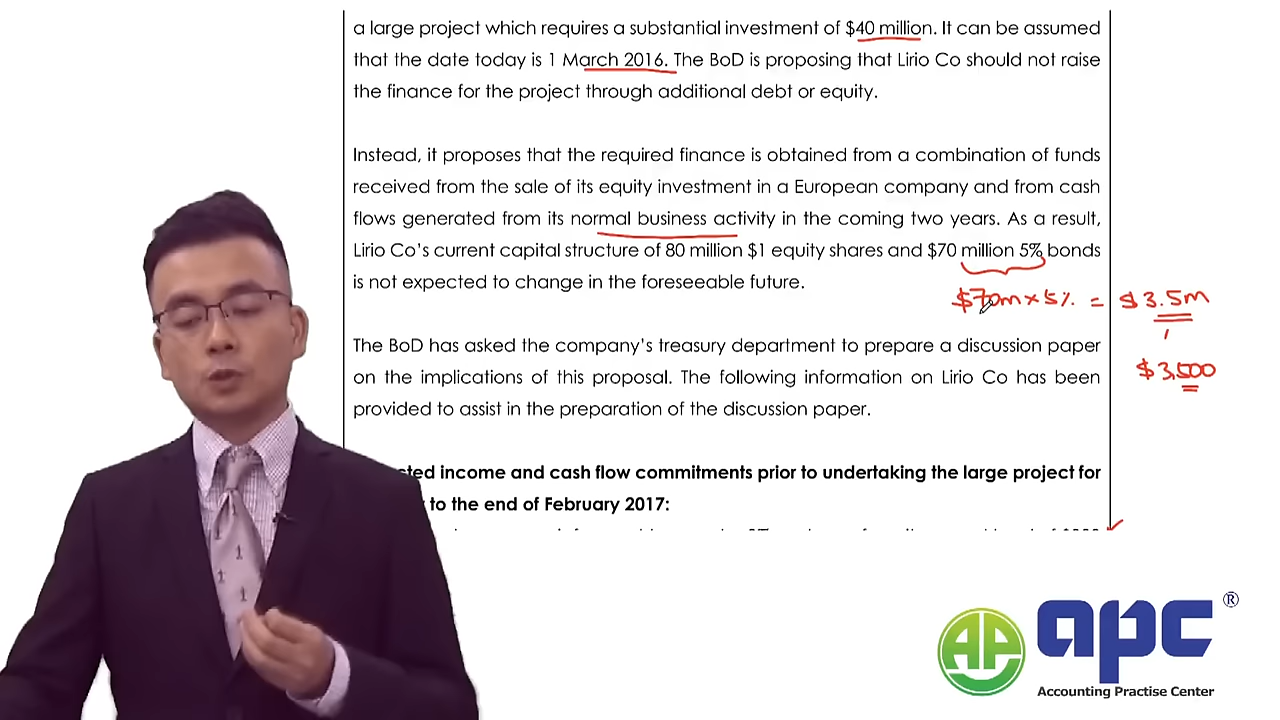 a large project which requires a substantial investment of $40 million. It can be assumed
that the date today is 1 March 2016. The BoD is proposing that Lirio Co should not raise
the finance for the project through additional debt or equity.
Instead, it proposes that the required finance is obtained from a combination of funds
received from the sale of its equity investment in a European company and from cash
flows generated from its normal business activity in the coming two years. As a result,
Lirio Co's current capital structure of 80 million $1 equity shares and $70 million 5% bonds
is not expected to change in the foreseeable future.
$70m × 5% = $3.5m
$3,500
The BoD has asked the company's treasury department to prepare a discussion paper
on the implications of this proposal. The following information on Lirio Co has been
provided to assist in the preparation of the discussion paper.
income and cash flow commitments prior to undertaking the large project for
to the end of February 2017:
AP
apc®
Accounting Practise Center